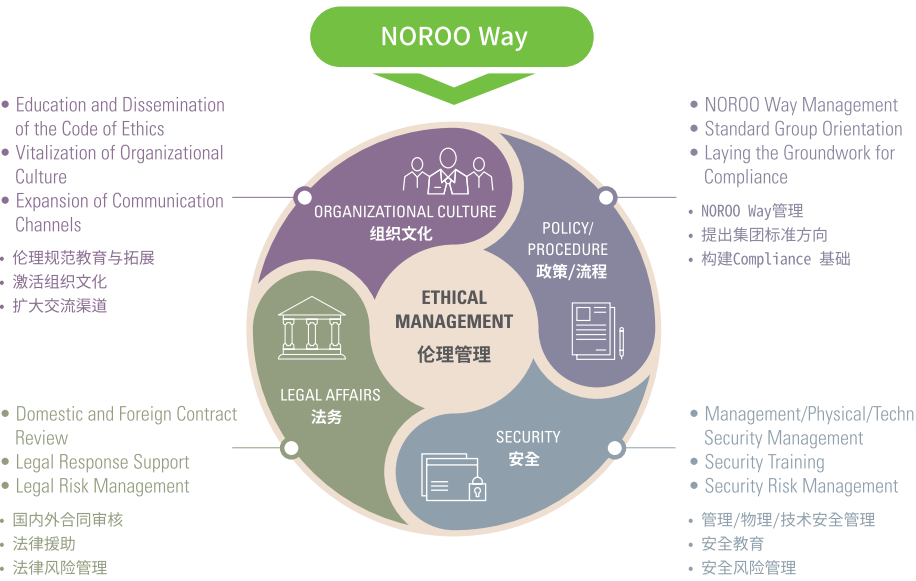 NOROO Way
• Education and Dissemination
of the Code of Ethics
• Vitalization of Organizational
Culture
• Expansion of Communication
Channels
• 伦理规范教育与拓展
• 激活组织文化
• 扩大交流渠道
• NOROO Way Management
• Standard Group Orientation
• Laying the Groundwork for
Compliance
• NOROO Way管理
• 提出集团标准方向
• 构建Compliance 基础
ORGANIZATIONAL CULTURE
组织文化
POLICY/
PROCEDURE
政策/流程
ETHICAL
MANAGEMENT
伦理管理
LEGAL AFFAIRS
法务
SECURITY
安全
• Domestic and Foreign Contract
Review
• Legal Response Support
• Legal Risk Management
• 国内外合同审核
• 法律援助
• 法律风险管理
• Management/Physical/Techn
Security Management
• Security Training
• Security Risk Management
• 管理/物理/技术安全管理
• 安全教育
• 安全风险管理